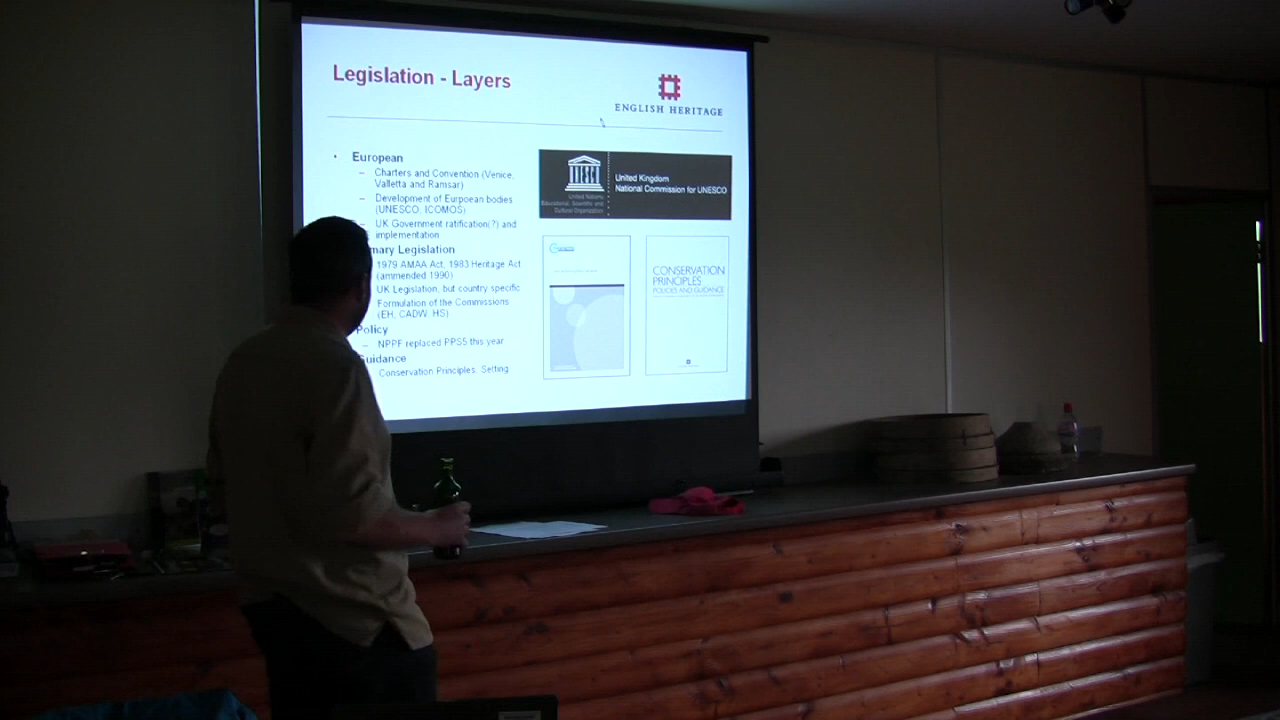 Legislation - Layers
ENGLISH HERITAGE
• European
– Charters and Convention (Venice,
Valletta and Ramsar)
– Development of Eurpoean bodies
(UNESCO, ICOMOS)
– UK Government ratification(?) and
implementation
mary Legislation
1979 AMAA Act, 1983 Heritage Act
(ammended 1990)
UK Legislation, but country specific
Formulation of the Commissions
(EH, CADW, HS)
Policy
– NPPF replaced PPS5 this year
Guidance
Conservation Principles, Setting
UNESCO
United Nations
Educational, Scientific and
Cultural Organization
United Kingdom
National Commission for UNESCO
CONSERVATION
PRINCIPLES
POLICIES AND GUIDANCE